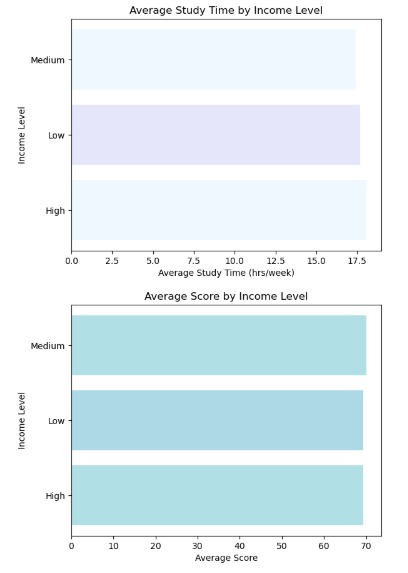 Average Study Time by Income Level
Income Level
Medium
Low
High
0.0 2.5 5.0 7.5 10.0 12.5 15.0 17.5
Average Study Time (hrs/week)
Average Score by Income Level
Income Level
Medium
Low
High
0 10 20 30 40 50 60 70
Average Score